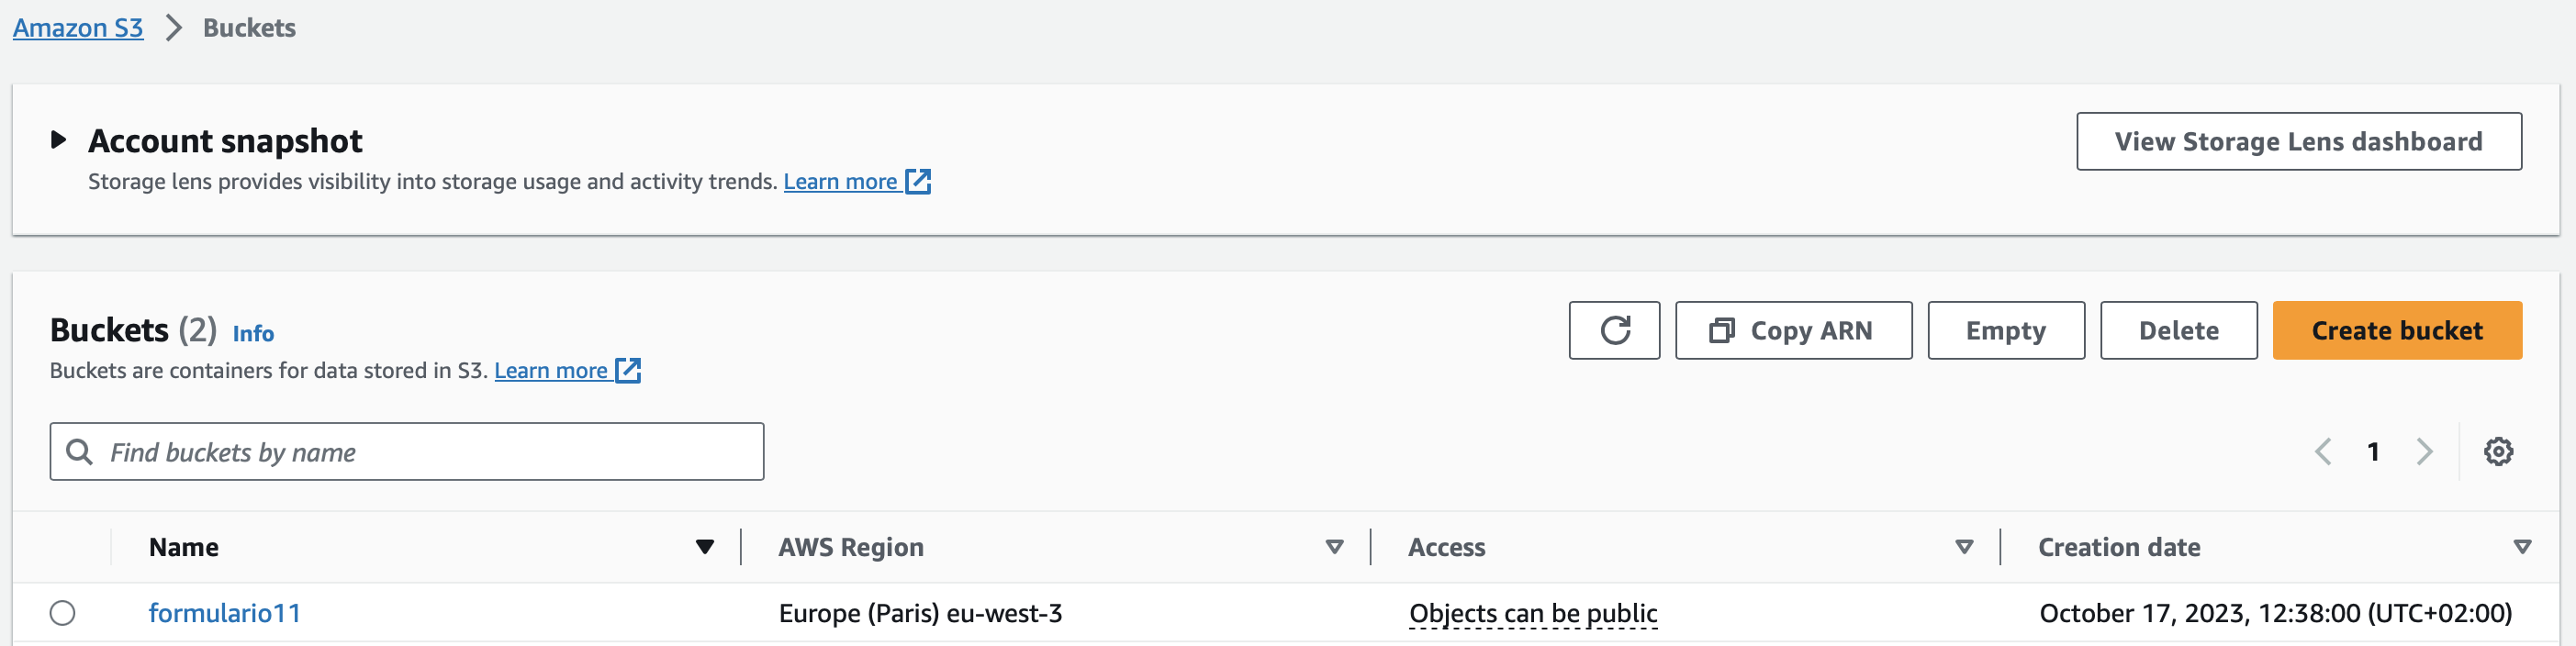 Amazon S3 > Buckets
Account snapshot
View Storage Lens dashboard
Storage lens provides visibility into storage usage and activity trends. Learn more
Buckets (2) Info
Copy ARN Empty Delete Create bucket
Buckets are containers for data stored in S3. Learn more
Find buckets by name
1
Name AWS Region Access Creation date
formulario11 Europe (Paris) eu-west-3 Objects can be public October 17, 2023, 12:38:00 (UTC+02:00)